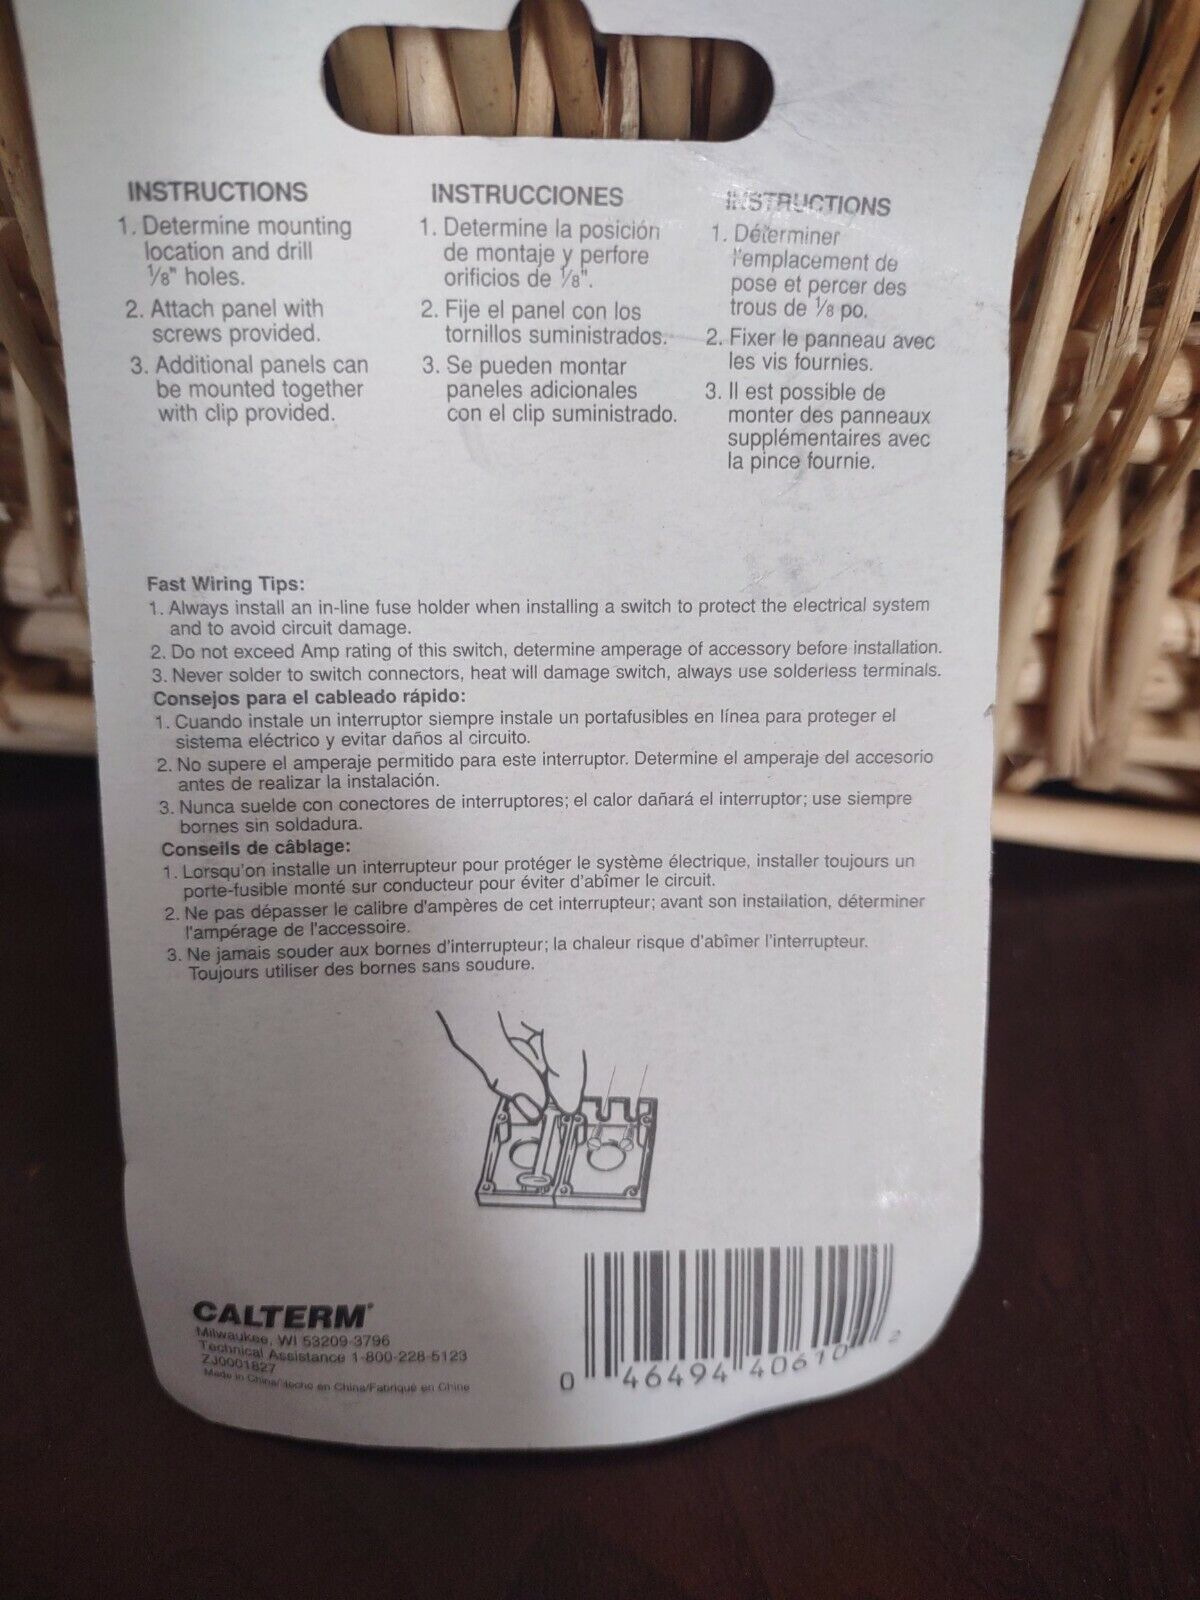 INSTRUCTIONS
1. Determine mounting
location and drill
1/8" holes.
2. Attach panel with
screws provided.
3. Additional panels can
be mounted together
with clip provided.
INSTRUCCIONES
1. Determine la posición
de montaje y perfore
orificios de 1/8".
2. Fije el panel con los
tornillos suministrados.
3. Se pueden montar
paneles adicionales
con el clip suministrado.
INSTRUCTIONS
1. Déterminer
l'emplacement de
pose et percer des
trous de 1/8 po.
2. Fixer le panneau avec
les vis fournies.
3. Il est possible de
monter des panneaux
supplémentaires avec
la pince fournie.
Fast Wiring Tips:
1. Always install an in-line fuse holder when installing a switch to protect the electrical system
and to avoid circuit damage.
2. Do not exceed Amp rating of this switch, determine amperage of accessory before installation.
3. Never solder to switch connectors, heat will damage switch, always use solderless terminals.
Consejos para el cableado rápido:
1. Cuando instale un interruptor siempre instale un portafusibles en línea para proteger el
sistema eléctrico y evitar daños al circuito.
2. No supere el amperaje permitido para este interruptor. Determine el amperaje del accesorio
antes de realizar la instalación.
3. Nunca suelde con conectores de interruptores; el calor dañará el interruptor; use siempre
bornes sin soldadura.
Conseils de câblage:
1. Lorsqu'on installe un interrupteur pour protéger le système électrique, installer toujours un
porte-fusible monté sur conducteur pour éviter d'abîmer le circuit.
2. Ne pas dépasser le calibre d'ampères de cet interrupteur; avant son installation, déterminer
l'ampérage de l'accessoire.
3. Ne jamais souder aux bornes d'interrupteur; la chaleur risque d'abîmer l'interrupteur.
Toujours utiliser des bornes sans soudure.
CALTERM®
Milwaukee, WI 53209-3796
Technical Assistance 1-800-228-5123
ZJ0001827
Made in China/Hecho en China/Fabriqué en Chine
0 46494 40610 2